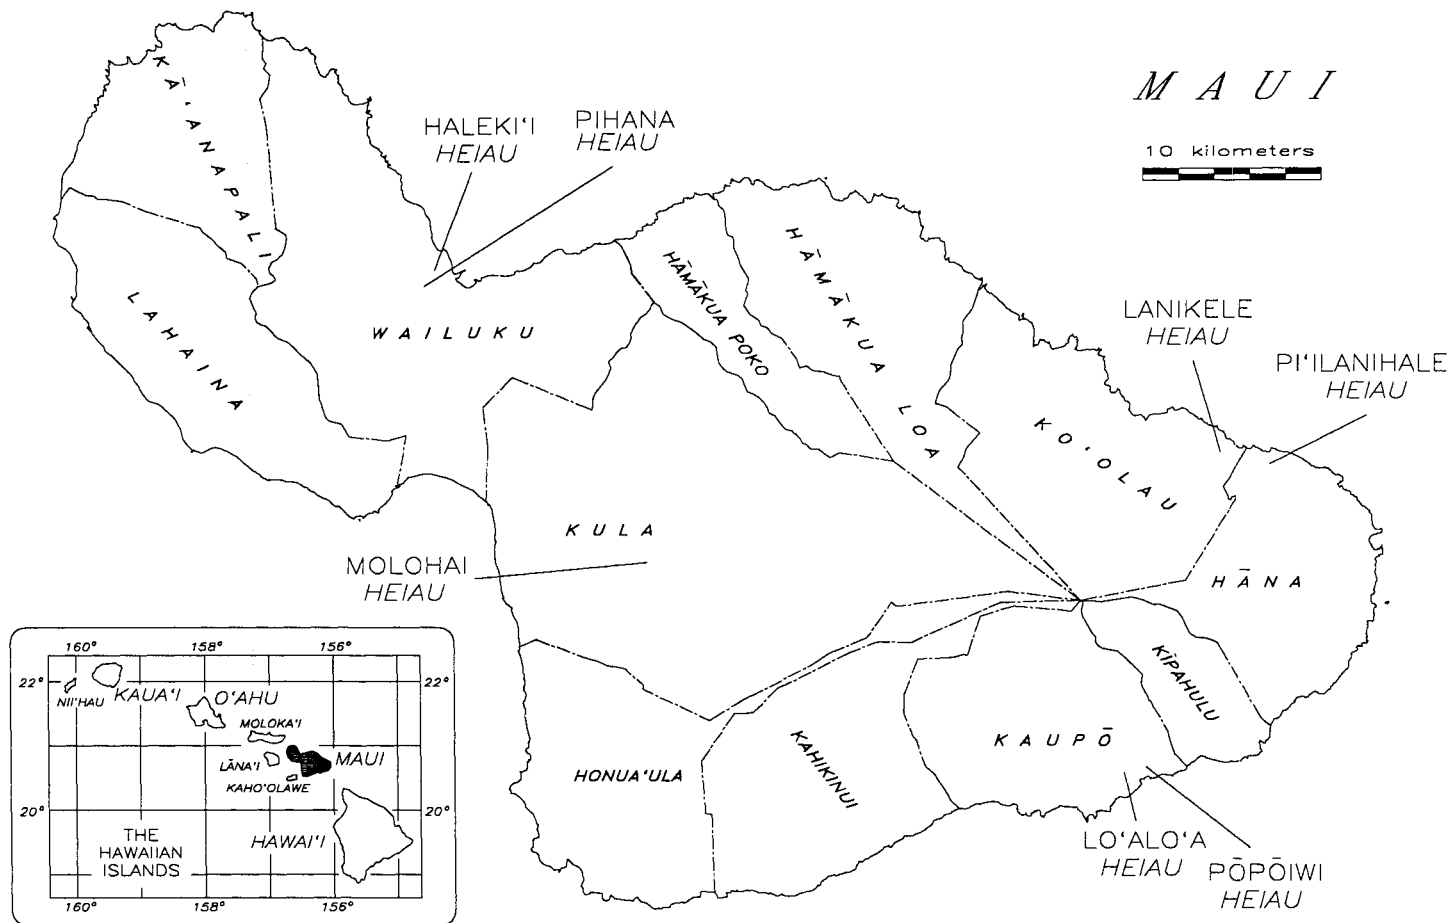 MAUI
10 kilometers
KĀ'ANAPALI
HALEKI'I
HEIAU
PIHANA
HEIAU
LAHAINA
WAILUKU
HĀMĀKUA POKO
HĀMĀKUA LOA
LANIKELE
HEIAU
PI'ILANIHALE
HEIAU
KO'OLAU
KULA
MOLOHAI
HEIAU
HĀNA
KĪPAHULU
KAUPŌ
KAHIKINUI
HONUA'ULA
LO'ALO'A
HEIAU
PŌPŌIWI
HEIAU
160° 158° 156°
22° 22°
NII'HAU
KAUA'I
O'AHU
MOLOKA'I
LĀNA'I
MAUI
KAHO'OLAWE
20° 20°
HAWAI'I
THE
HAWAIIAN
ISLANDS
160° 158° 156°